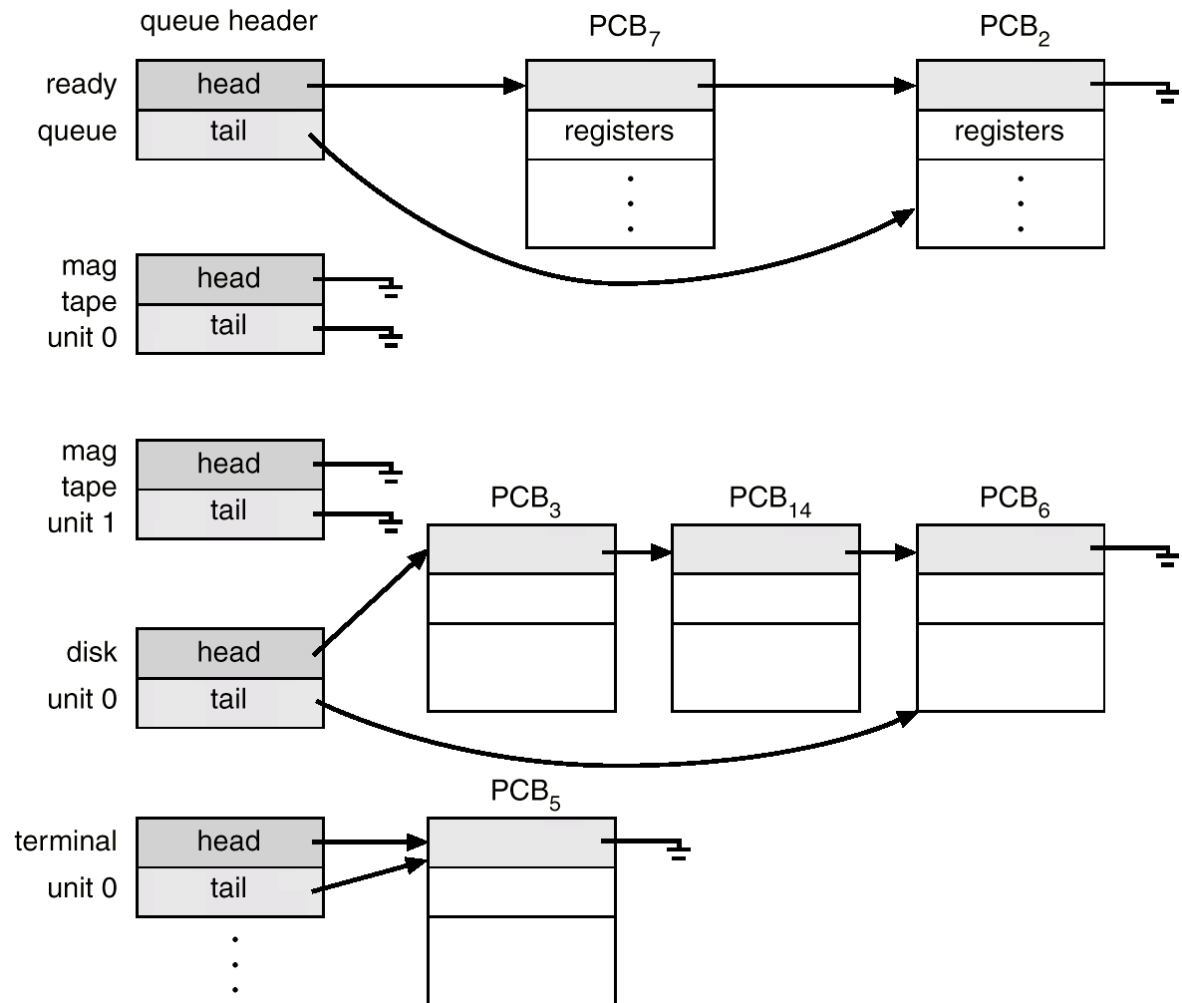 queue header
PCB₇
PCB₂
ready
head
queue
tail
registers
registers
mag
head
tape
unit 0
tail
mag
head
tape
unit 1
tail
PCB₃
PCB₁₄
PCB₆
disk
head
unit 0
tail
PCB₅
terminal
head
unit 0
tail